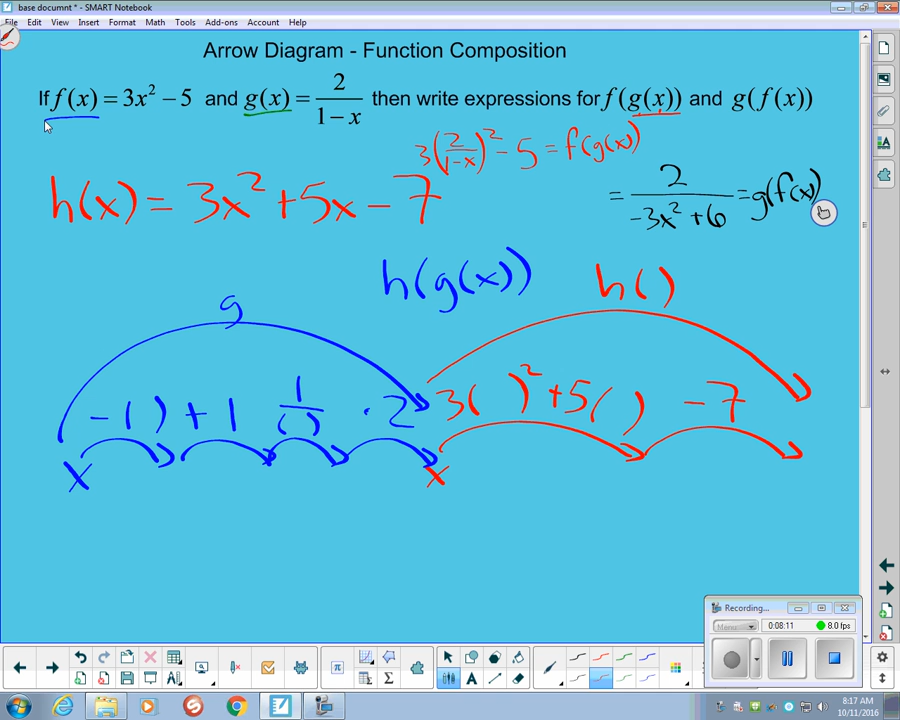 base documnt * - SMART Notebook
File Edit View Insert Format Math Tools Add-ons Account Help
Arrow Diagram - Function Composition
If f(x) = 3x² − 5 and g(x) = 2/(1 − x) then write expressions for f(g(x)) and g(f(x))
3(2/(1-x))² - 5 = f(g(x))
= 2/(-3x² + 6) = g(f(x))
h(x) = 3x² + 5x - 7
h(g(x))
h( )
g
-( ) + 1 1/( ) · 2 3( )² + 5( ) - 7
x x
Recording...
0:08:11 8.0 fps
Menu
8:17 AM
10/11/2016